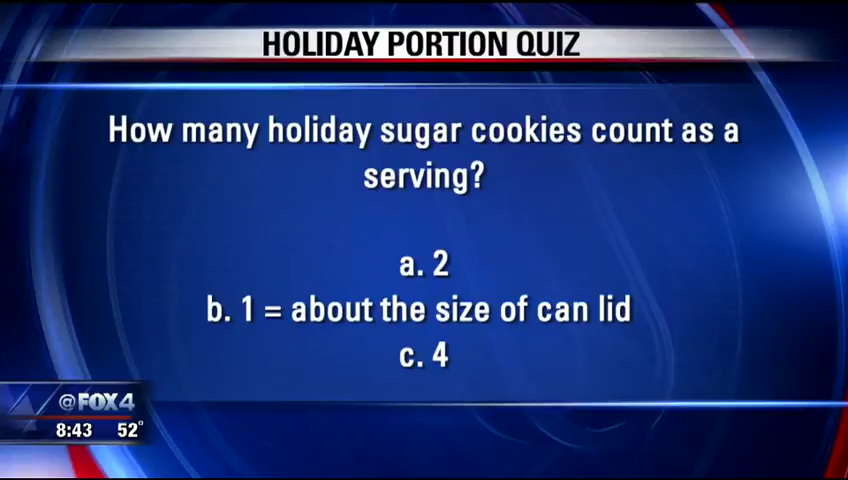 HOLIDAY PORTION QUIZ
How many holiday sugar cookies count as a
serving?
a. 2
b. 1 = about the size of can lid
c. 4
@FOX4
8:43 52°